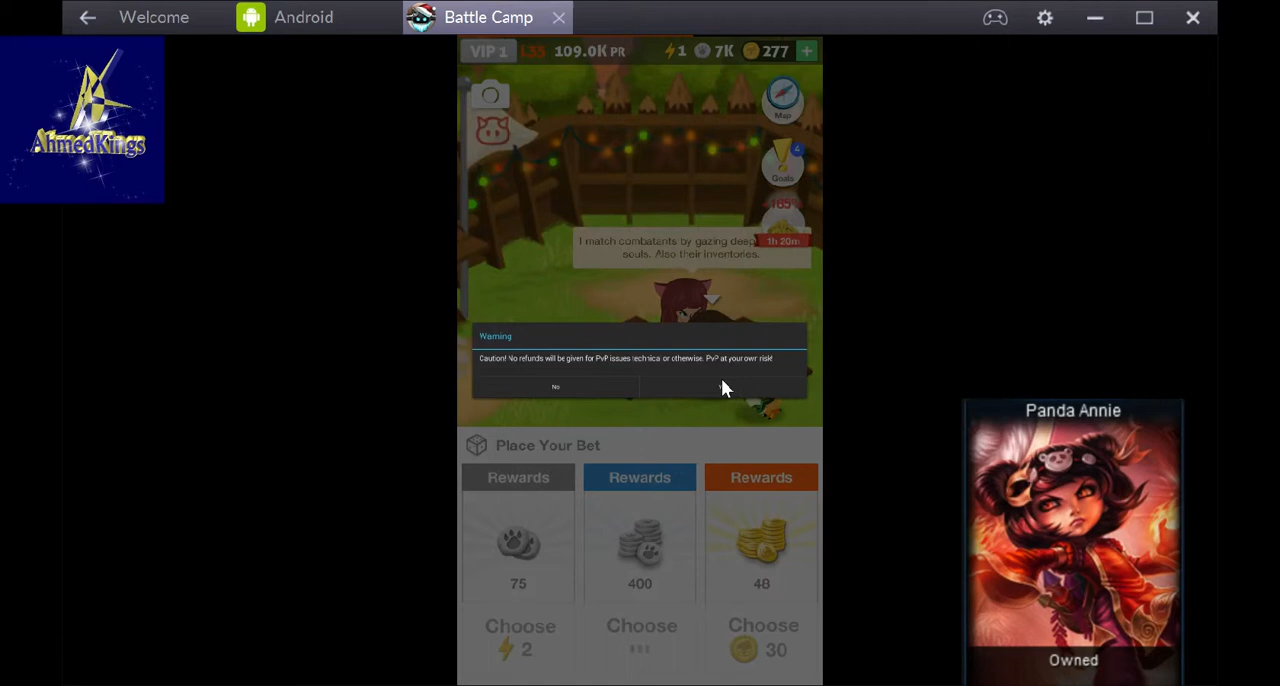 Welcome
Android
Battle Camp
AhmedKings
VIP 1 L35 109.0K PR 1 7K 277 +
Map
4
Goals
185%
1h 20m
I match combatants by gazing deep
souls. Also their inventories.
Warning
Caution! No refunds will be given for PvP issues technical or otherwise. PvP at your own risk!
No
Place Your Bet
Rewards
Rewards
Rewards
75
400
48
Choose
2
Choose
Choose
30
Panda Annie
Owned